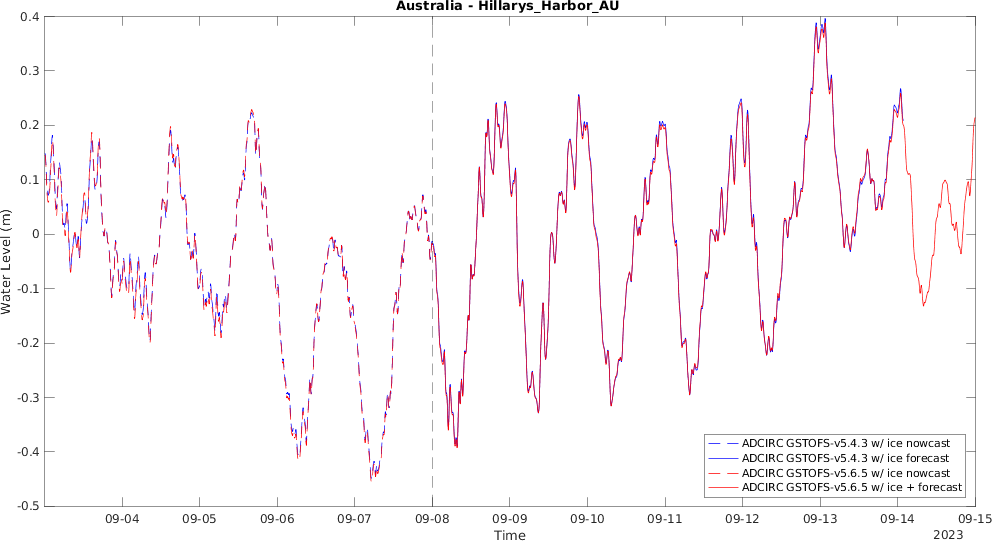 Australia - Hillarys_Harbor_AU
0.4
0.3
0.2
0.1
0
-0.1
-0.2
-0.3
-0.4
-0.5
Water Level (m)
ADCIRC GSTOFS-v5.4.3 w/ ice nowcast
ADCIRC GSTOFS-v5.4.3 w/ ice forecast
ADCIRC GSTOFS-v5.6.5 w/ ice nowcast
ADCIRC GSTOFS-v5.6.5 w/ ice + forecast
09-04 09-05 09-06 09-07 09-08 09-09 09-10 09-11 09-12 09-13 09-14 09-15
Time
2023